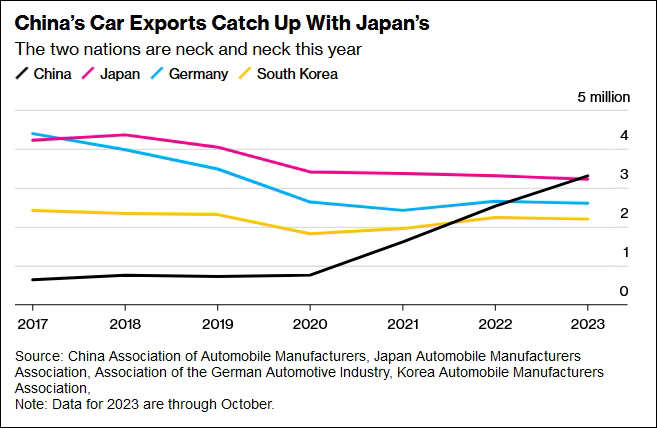 China's Car Exports Catch Up With Japan's
The two nations are neck and neck this year
China Japan Germany South Korea
5 million
4
3
2
1
0
2017 2018 2019 2020 2021 2022 2023
Source: China Association of Automobile Manufacturers, Japan Automobile Manufacturers
Association, Association of the German Automotive Industry, Korea Automobile Manufacturers
Association,
Note: Data for 2023 are through October.